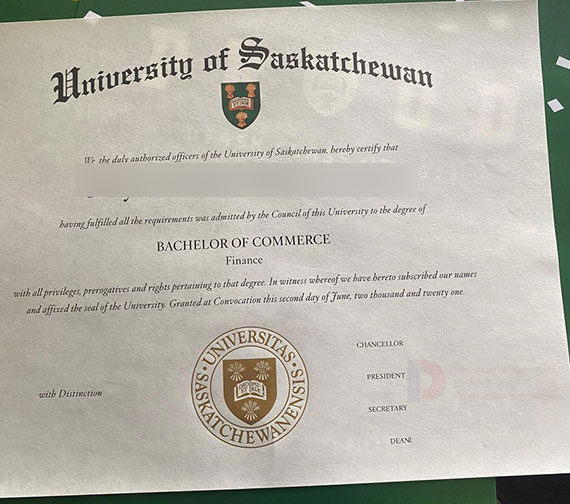 University of Saskatchewan
We the duly authorized officers of the University of Saskatchewan, hereby certify that
having fulfilled all the requirements was admitted by the Council of this University to the degree of
BACHELOR OF COMMERCE
Finance
with all privileges, prerogatives and rights pertaining to that degree. In witness whereof we have hereto subscribed our names
and affixed the seal of the University. Granted at Convocation this second day of June, two thousand and twenty one.
UNIVERSITAS
SASKATCHEWANENSIS
with Distinction
CHANCELLOR
PRESIDENT
SECRETARY
DEAN